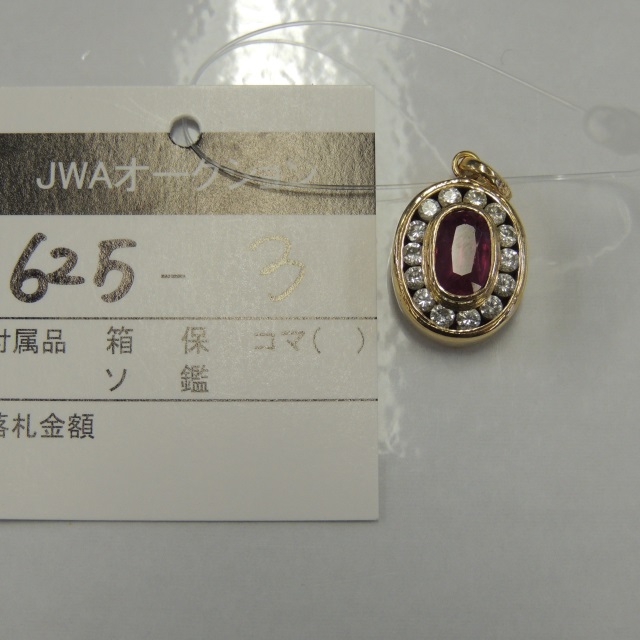 JWAオークション
625-3
付属品 箱 保 コマ( )
ソ 鑑
落札金額